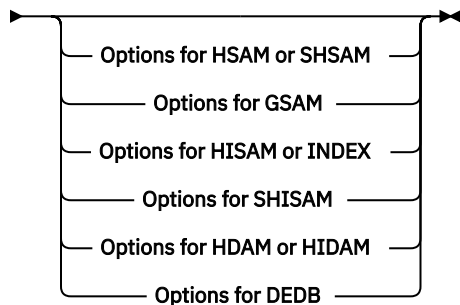 Options for HSAM or SHSAM
Options for GSAM
Options for HISAM or INDEX
Options for SHISAM
Options for HDAM or HIDAM
Options for DEDB